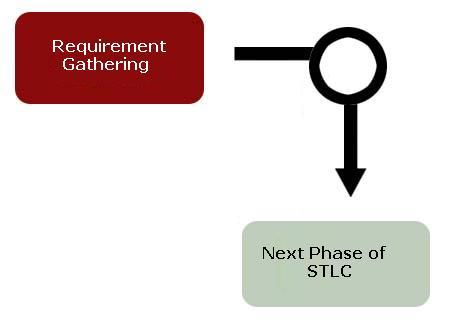 Requirement
Gathering
Next Phase of
STLC